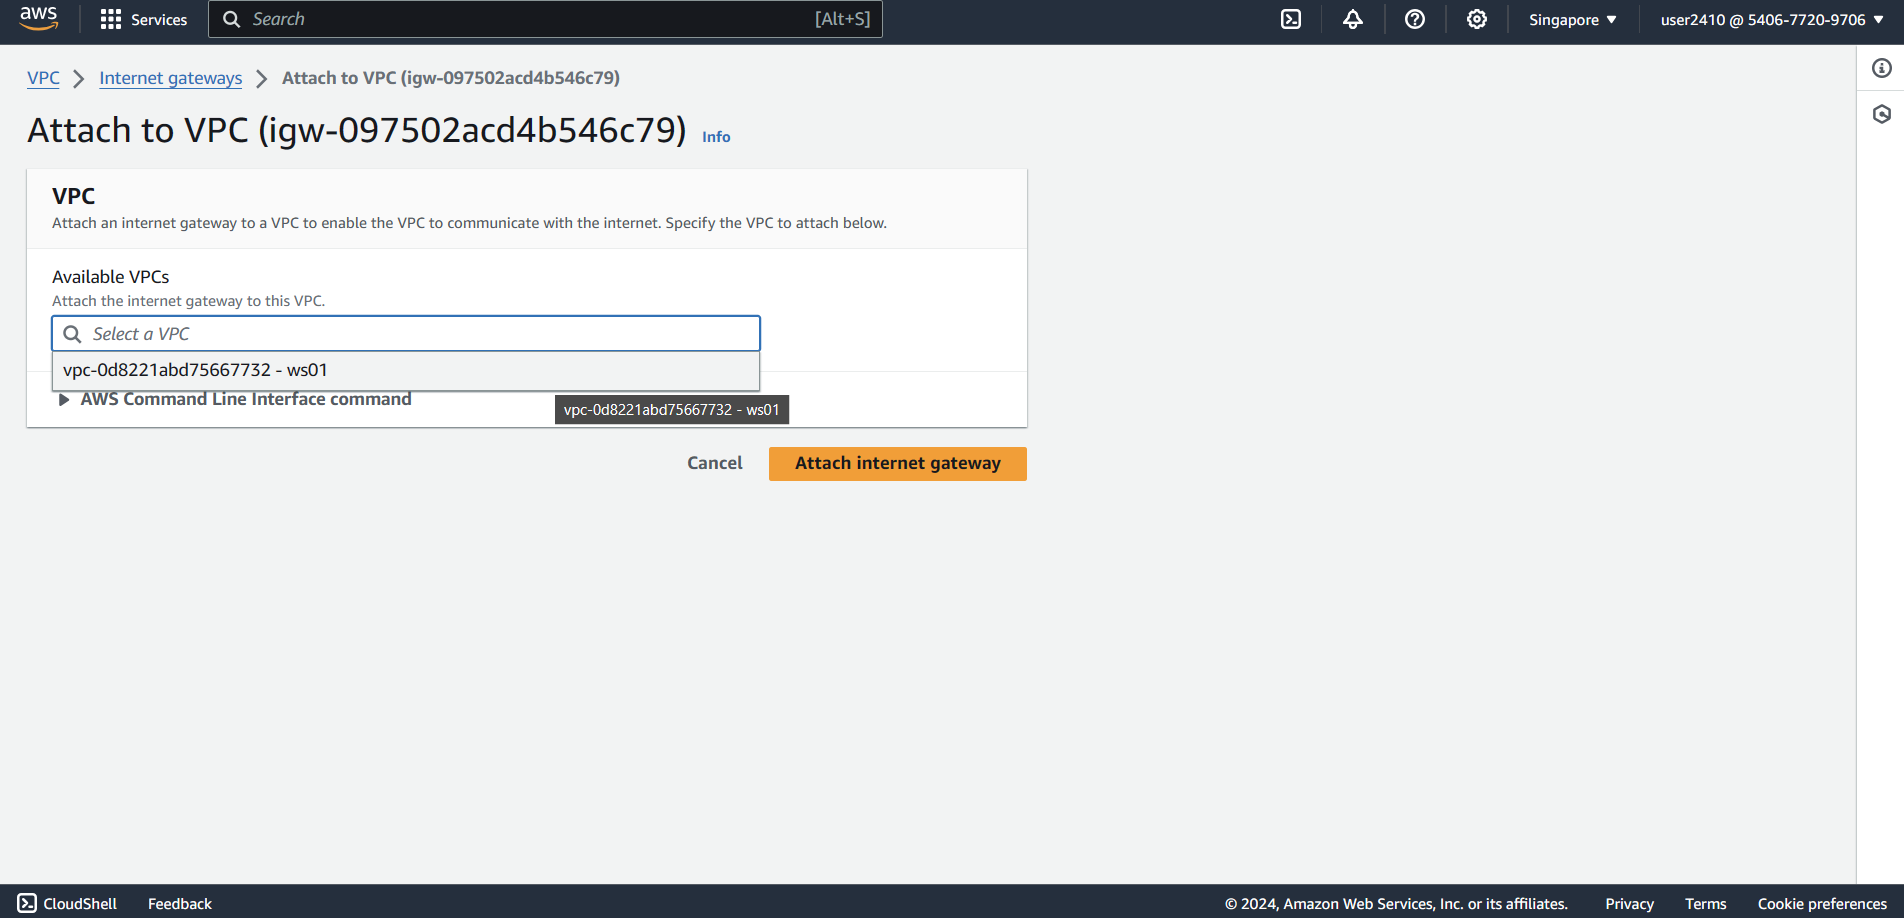 aws Services Search [Alt+S] Singapore user2410 @ 5406-7720-9706
VPC Internet gateways Attach to VPC (igw-097502acd4b546c79)
Attach to VPC (igw-097502acd4b546c79) Info
VPC
Attach an internet gateway to a VPC to enable the VPC to communicate with the internet. Specify the VPC to attach below.
Available VPCs
Attach the internet gateway to this VPC.
Select a VPC
vpc-0d8221abd75667732 - ws01
AWS Command Line Interface command
vpc-0d8221abd75667732 - ws01
Cancel Attach internet gateway
CloudShell Feedback © 2024, Amazon Web Services, Inc. or its affiliates. Privacy Terms Cookie preferences